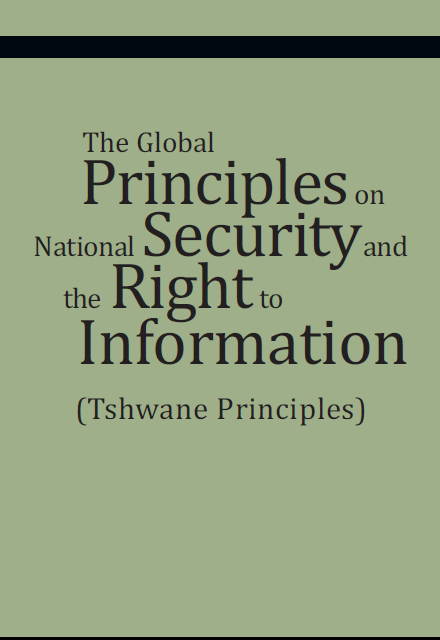 The Global
Principles on
National Security and
the Right to
Information
(Tshwane Principles)